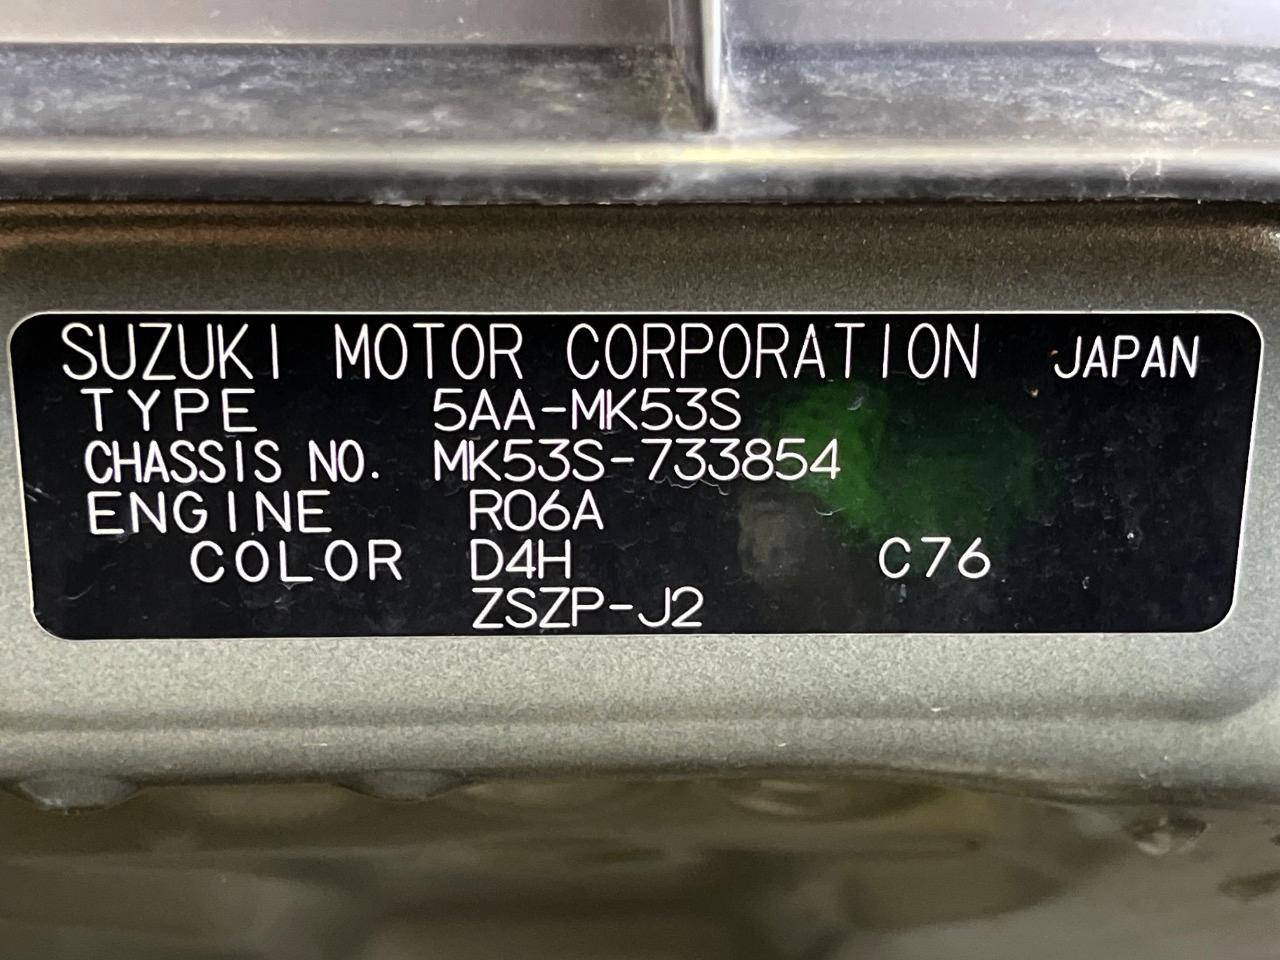 SUZUKI MOTOR CORPORATION JAPAN
TYPE 5AA-MK53S
CHASSIS NO. MK53S-733854
ENGINE R06A
COLOR D4H C76
ZSZP-J2